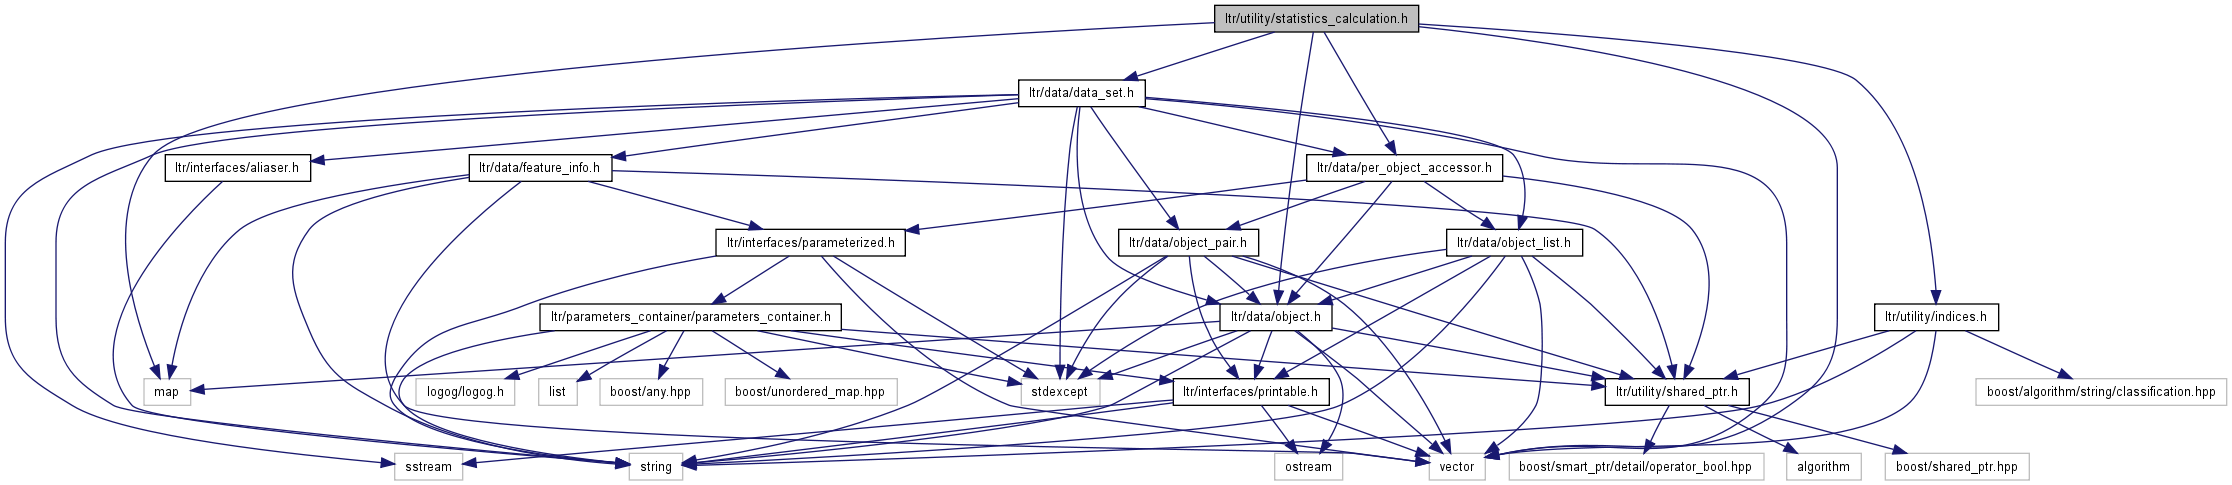 ltr/utility/statistics_calculation.h
ltr/data/data_set.h
ltr/interfaces/aliaser.h
ltr/data/feature_info.h
ltr/data/per_object_accessor.h
ltr/interfaces/parameterized.h
ltr/data/object_pair.h
ltr/data/object_list.h
ltr/parameters_container/parameters_container.h
ltr/data/object.h
ltr/utility/indices.h
map
logog/logog.h
list
boost/any.hpp
boost/unordered_map.hpp
stdexcept
ltr/interfaces/printable.h
ltr/utility/shared_ptr.h
boost/algorithm/string/classification.hpp
sstream
string
ostream
vector
boost/smart_ptr/detail/operator_bool.hpp
algorithm
boost/shared_ptr.hpp